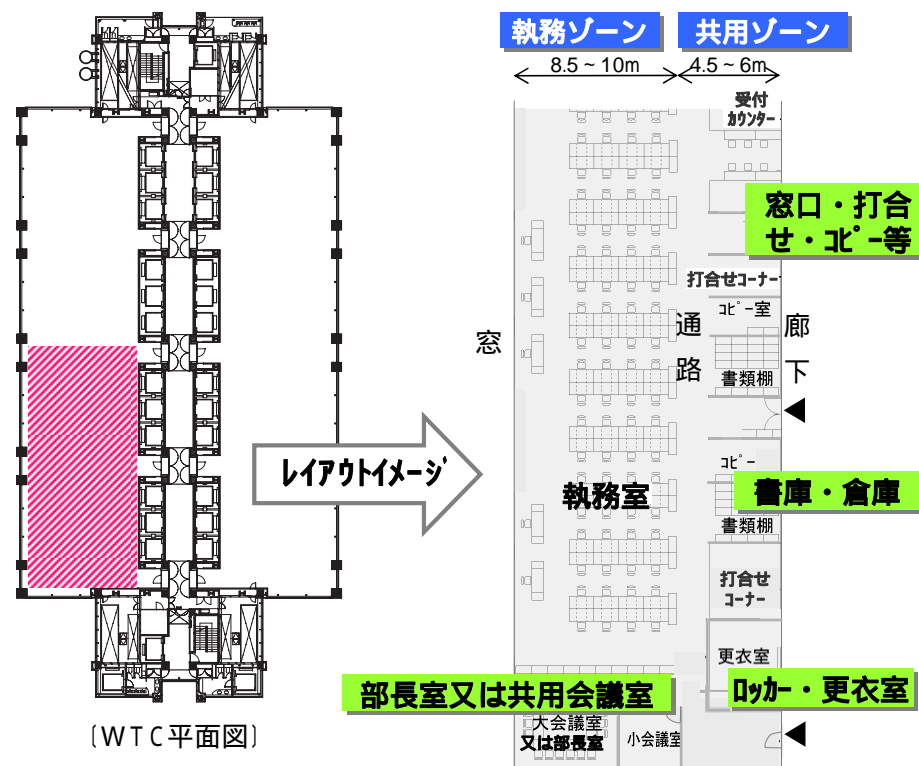 執務ゾーン
共用ゾーン
8.5～10m
4.5～6m
受付
ｶｳﾝﾀｰ
窓口・打合
せ・ｺﾋﾟｰ等
打合せｺｰﾅｰ
ｺﾋﾟｰ室
窓
通
路
廊
下
書類棚
レイアウトイメージ
ｺﾋﾟｰ
執務室
書庫・倉庫
書類棚
打合せ
ｺｰﾅｰ
更衣室
部長室又は共用会議室
ﾛｯｶｰ・更衣室
大会議室
又は部長室
小会議室
〔WTC平面図〕